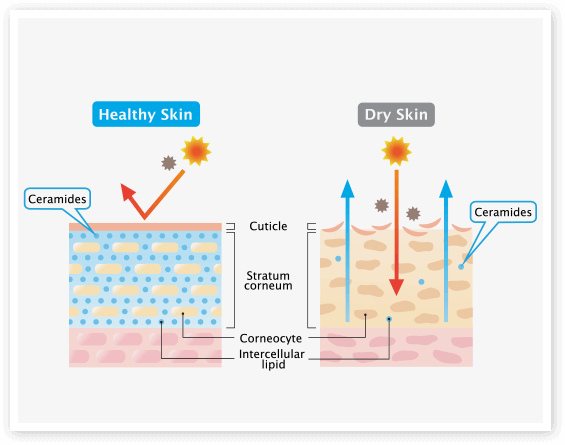 Healthy Skin
Dry Skin
Ceramides
Ceramides
Cuticle
Stratum
corneum
Corneocyte
Intercellular
lipid